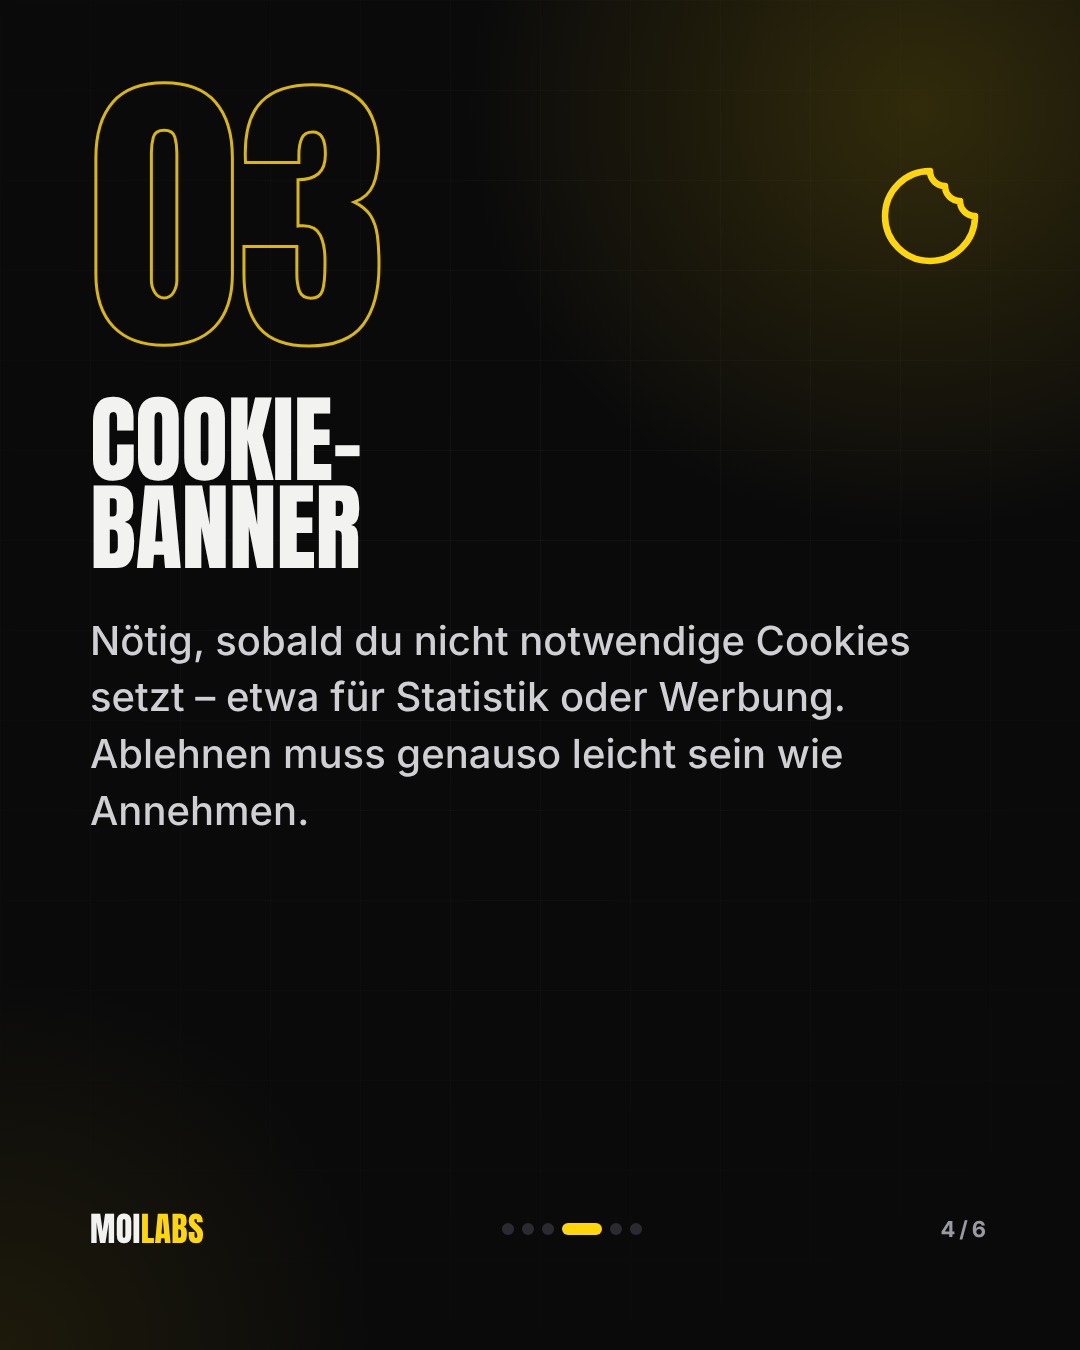 03
COOKIE-
BANNER
Nötig, sobald du nicht notwendige Cookies
setzt – etwa für Statistik oder Werbung.
Ablehnen muss genauso leicht sein wie
Annehmen.
MOILABS
4 / 6